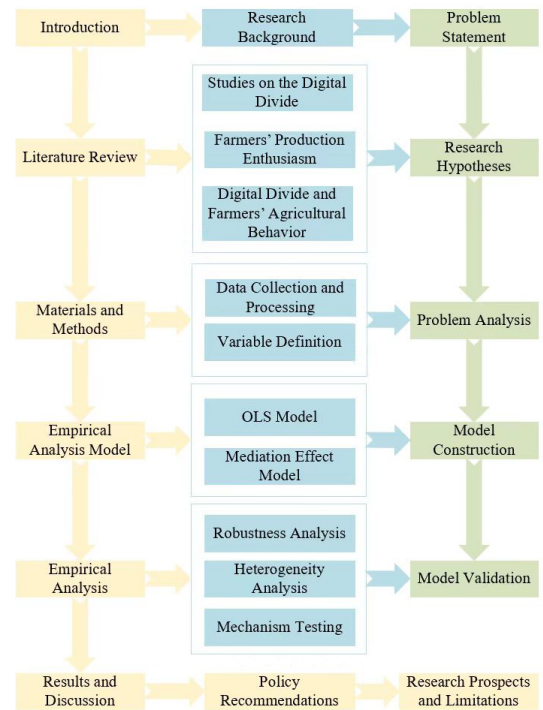 Introduction
Research
Background
Problem
Statement
Literature Review
Studies on the Digital
Divide
Farmers' Production
Enthusiasm
Digital Divide and
Farmers' Agricultural
Behavior
Research
Hypotheses
Materials and
Methods
Data Collection and
Processing
Variable Definition
Problem Analysis
Empirical
Analysis Model
OLS Model
Mediation Effect
Model
Model
Construction
Empirical
Analysis
Robustness Analysis
Heterogeneity
Analysis
Mechanism Testing
Model Validation
Results and
Discussion
Policy
Recommendations
Research Prospects
and Limitations